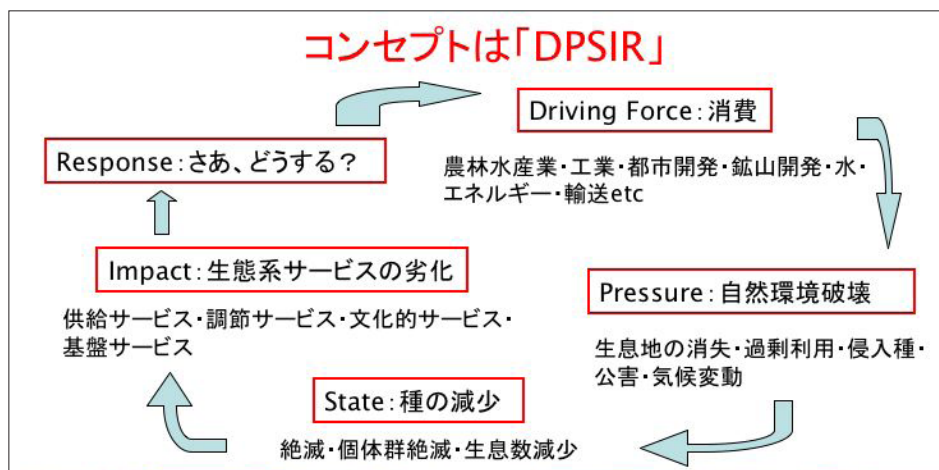 コンセプトは「DPSIR」
Driving Force:消費
農林水産業・工業・都市開発・鉱山開発・水・
エネルギー・輸送etc
Pressure:自然環境破壊
生息地の消失・過剰利用・侵入種・
公害・気候変動
State:種の減少
絶滅・個体群絶滅・生息数減少
Impact:生態系サービスの劣化
供給サービス・調節サービス・文化的サービス・
基盤サービス
Response:さあ、どうする?